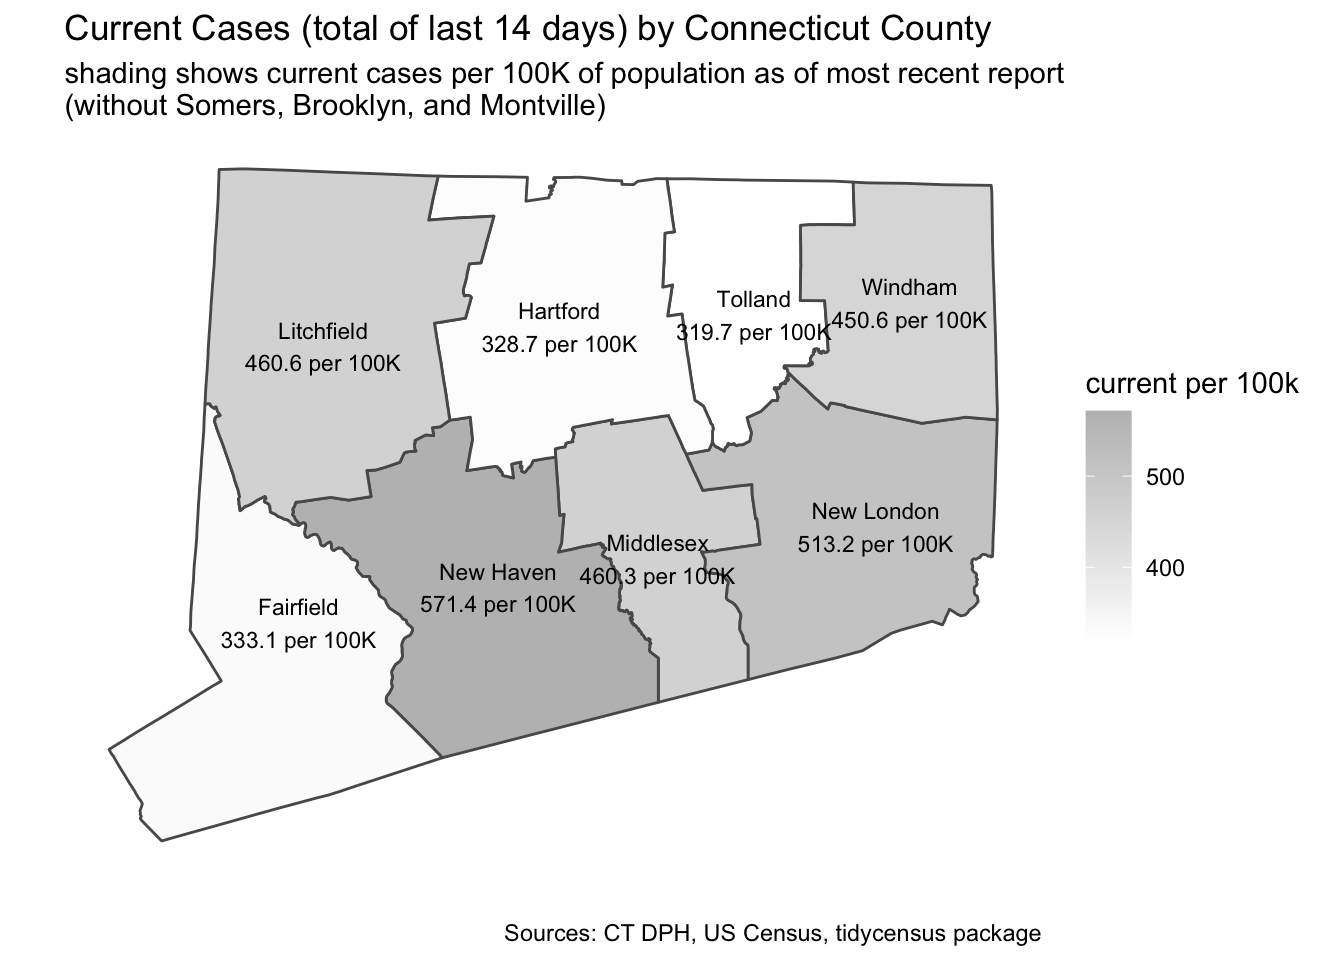 Current Cases (total of last 14 days) by Connecticut County
shading shows current cases per 100K of population as of most recent report
(without Somers, Brooklyn, and Montville)
Litchfield
460.6 per 100K
Hartford
328.7 per 100K
Tolland
319.7 per 100K
Windham
450.6 per 100K
New London
513.2 per 100K
Middlesex
460.3 per 100K
New Haven
571.4 per 100K
Fairfield
333.1 per 100K
current per 100k
500
400
Sources: CT DPH, US Census, tidycensus package